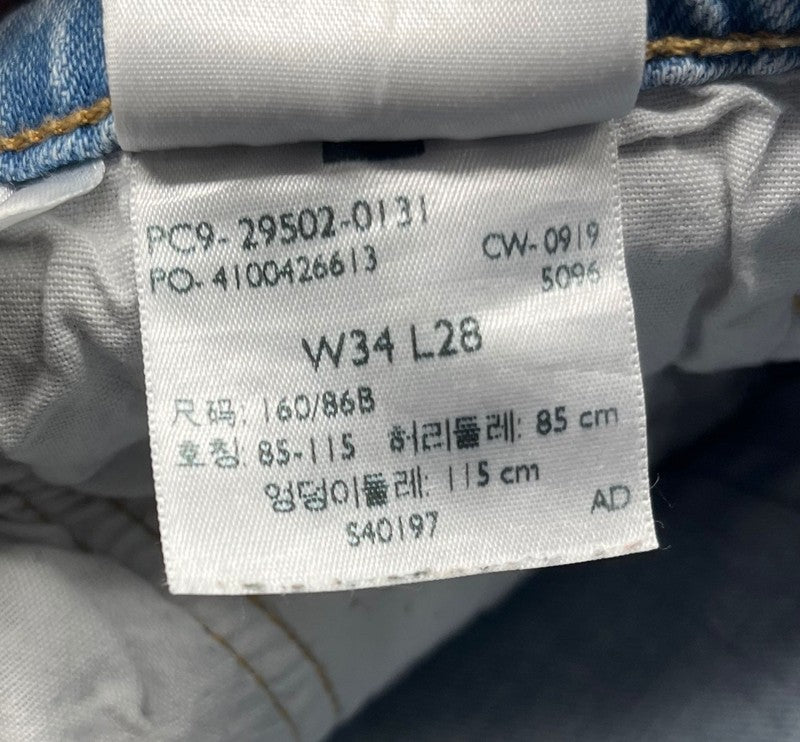 PC9- 29502-0131
PO- 4100426613
CW- 0919
5096
W34 L28
尺码: 160/86B
호칭: 85-115 허리둘레: 85 cm
엉덩이둘레: 115 cm
S40197
AD